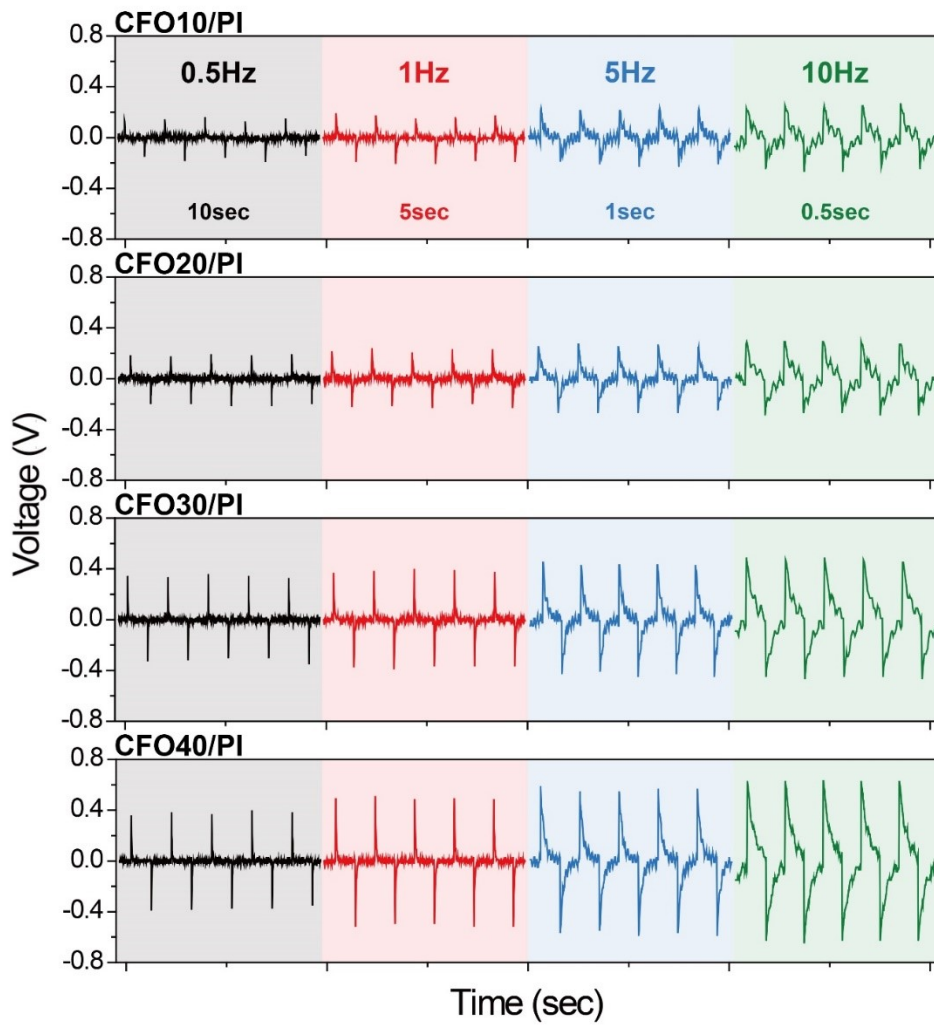 CFO10/PI
0.8
0.5Hz 1Hz 5Hz 10Hz
0.4
0.0
-0.4
10sec 5sec 1sec 0.5sec
-0.8
CFO20/PI
0.8
0.4
0.0
-0.4
-0.8
CFO30/PI
0.8
0.4
0.0
-0.4
-0.8
CFO40/PI
0.8
0.4
0.0
-0.4
-0.8
Voltage (V)
Time (sec)